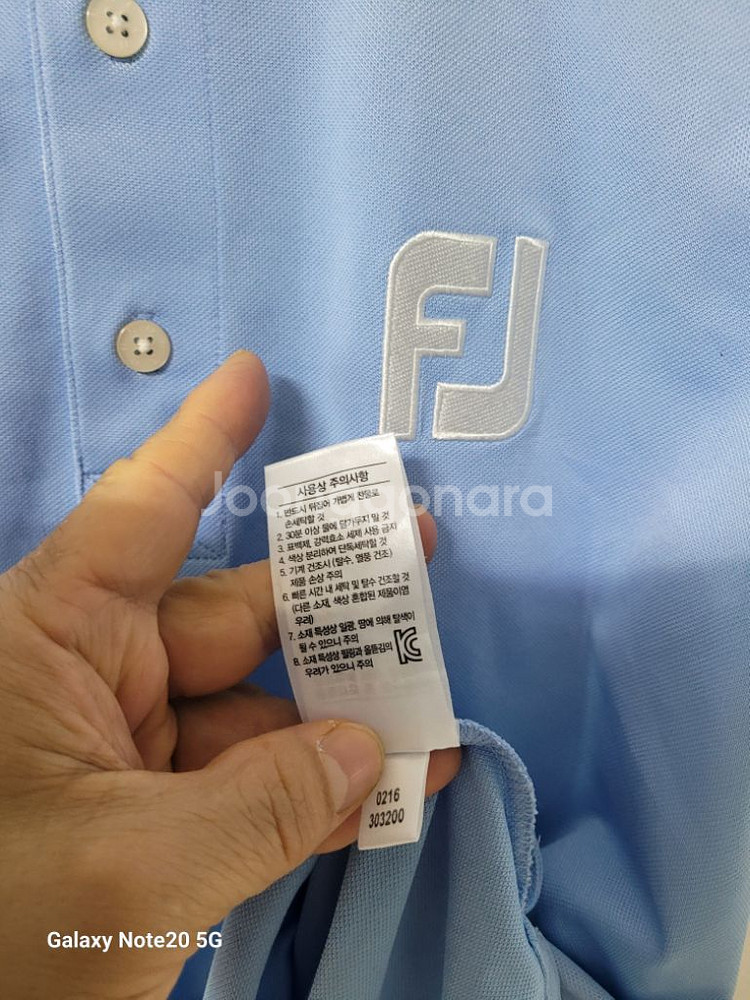 FJ
사용상 주의사항
1. 반드시 뒤집어 가볍게 찬물로
손세탁할 것
2. 30분 이상 물에 담가두지 말 것
3. 표백제, 강력효소 세제 사용 금지
4. 색상 분리하여 단독세탁할 것
5. 기계 건조시 (탈수, 열풍 건조)
제품 손상 주의
6. 빠른 시간 내 세탁 및 탈수 건조할 것
(다른 소재, 색상 혼합된 제품이염
우려)
7. 소재 특성상 일광, 땀에 의해 탈색이
될 수 있으니 주의
8. 소재 특성상 필링과 올뜯김의
우려가 있으니 주의
KC
0216
303200
Joongonara
Galaxy Note20 5G